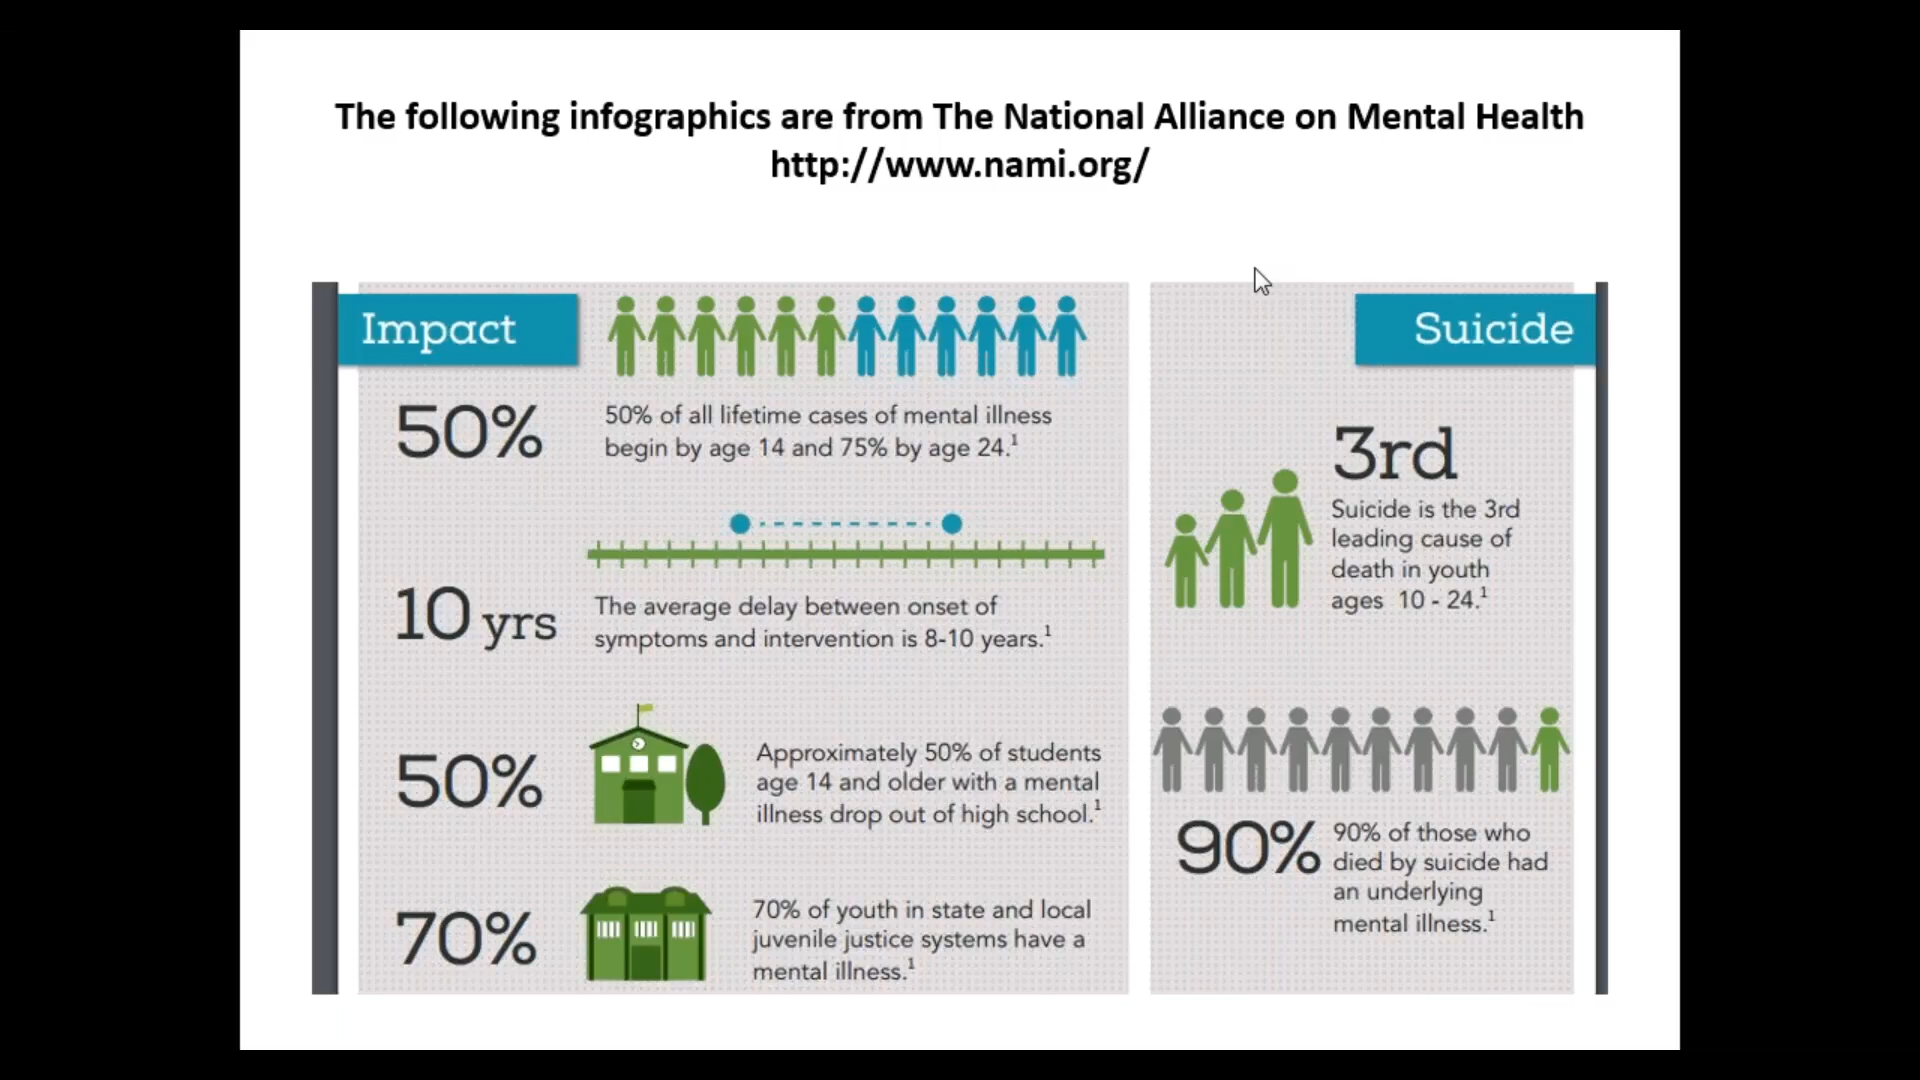 The following infographics are from The National Alliance on Mental Health
http://www.nami.org/
Impact
50%
50% of all lifetime cases of mental illness
begin by age 14 and 75% by age 24.1
10 yrs
The average delay between onset of
symptoms and intervention is 8-10 years.1
50%
Approximately 50% of students
age 14 and older with a mental
illness drop out of high school.1
70%
70% of youth in state and local
juvenile justice systems have a
mental illness.1
Suicide
3rd
Suicide is the 3rd
leading cause of
death in youth
ages 10 - 24.1
90%
90% of those who
died by suicide had
an underlying
mental illness.1